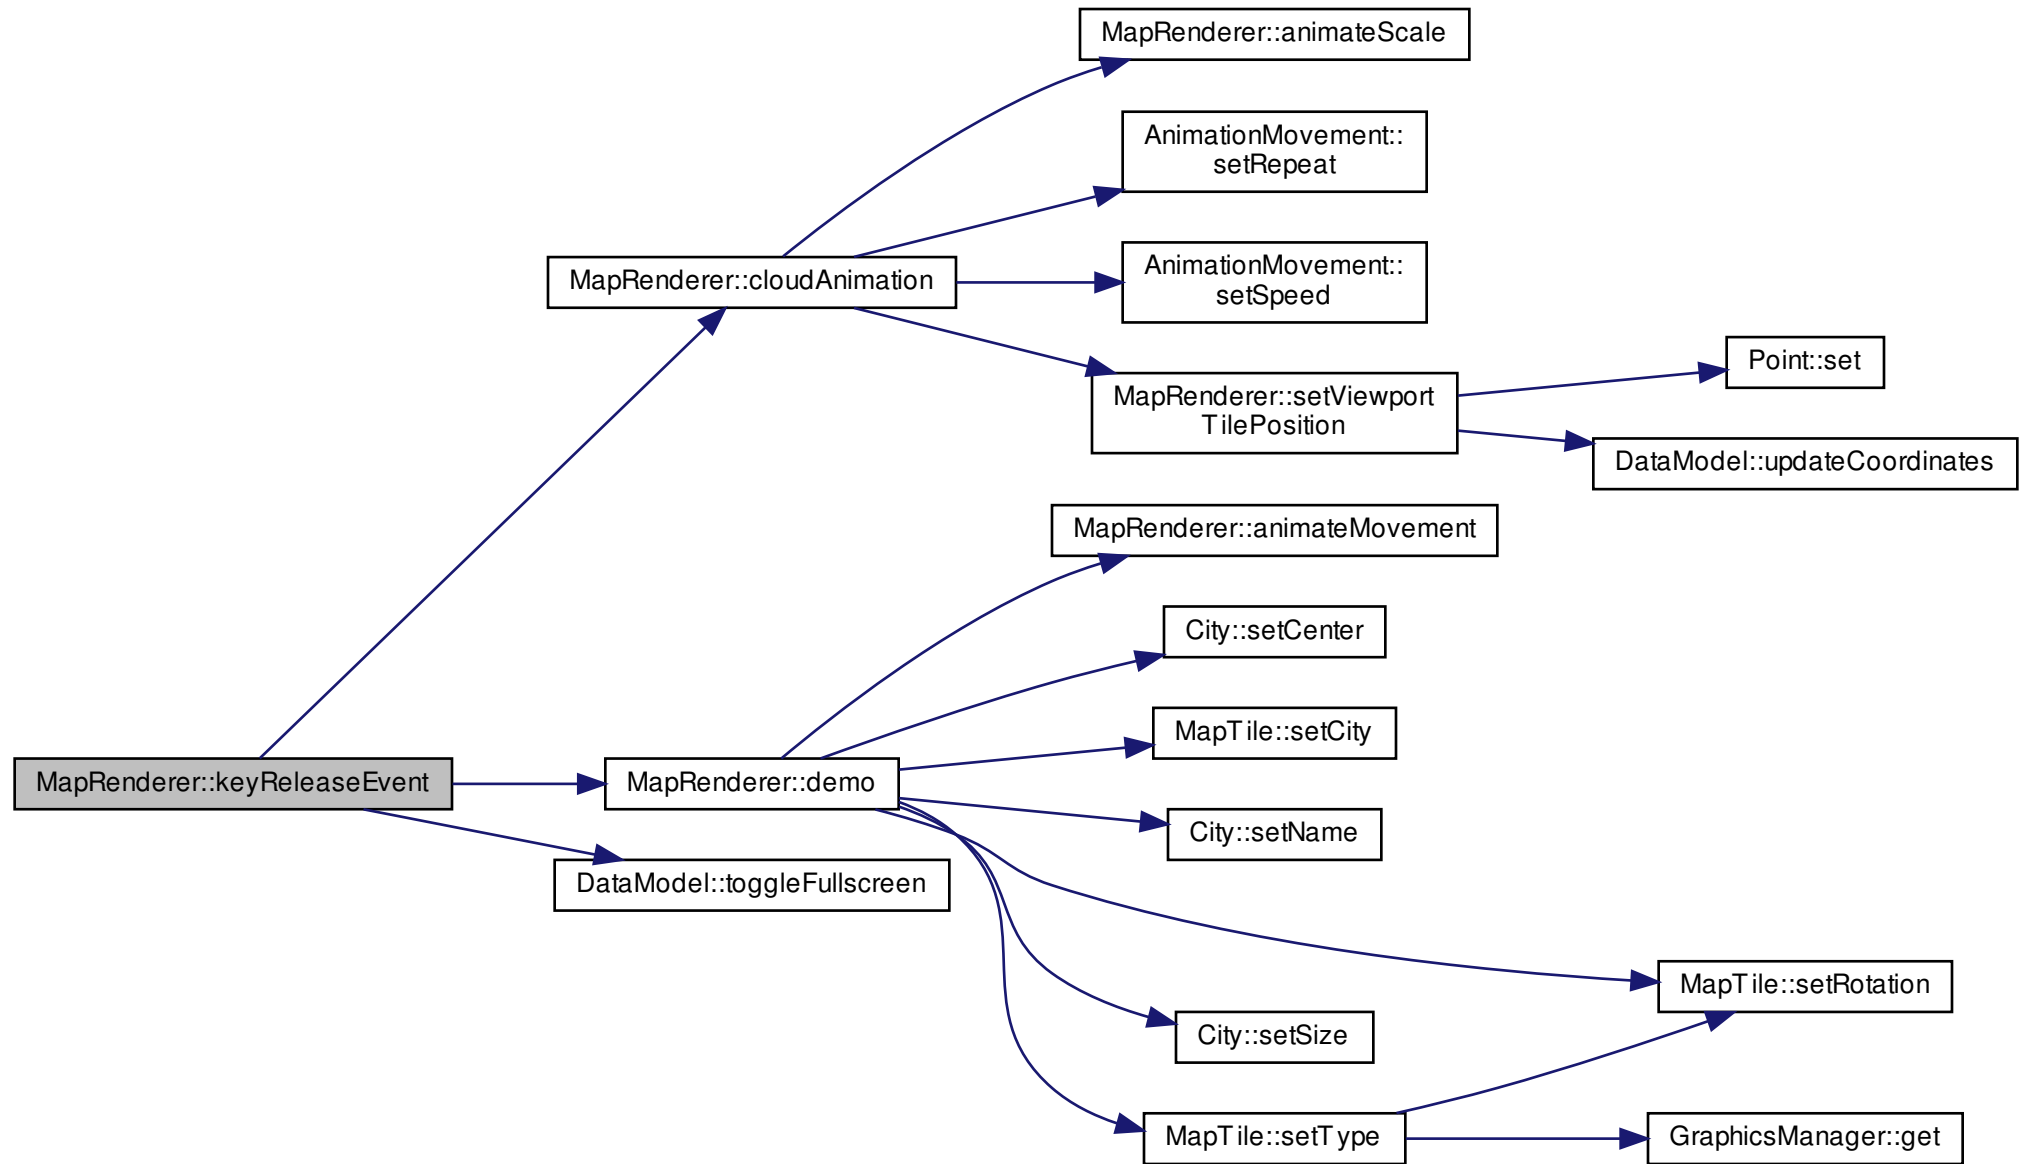 MapRenderer::animateScale
AnimationMovement::
setRepeat
MapRenderer::cloudAnimation
AnimationMovement::
setSpeed
Point::set
MapRenderer::setViewport
TilePosition
DataModel::updateCoordinates
MapRenderer::animateMovement
City::setCenter
MapTile::setCity
MapRenderer::keyReleaseEvent
MapRenderer::demo
City::setName
DataModel::toggleFullscreen
MapTile::setRotation
City::setSize
MapTile::setType
GraphicsManager::get